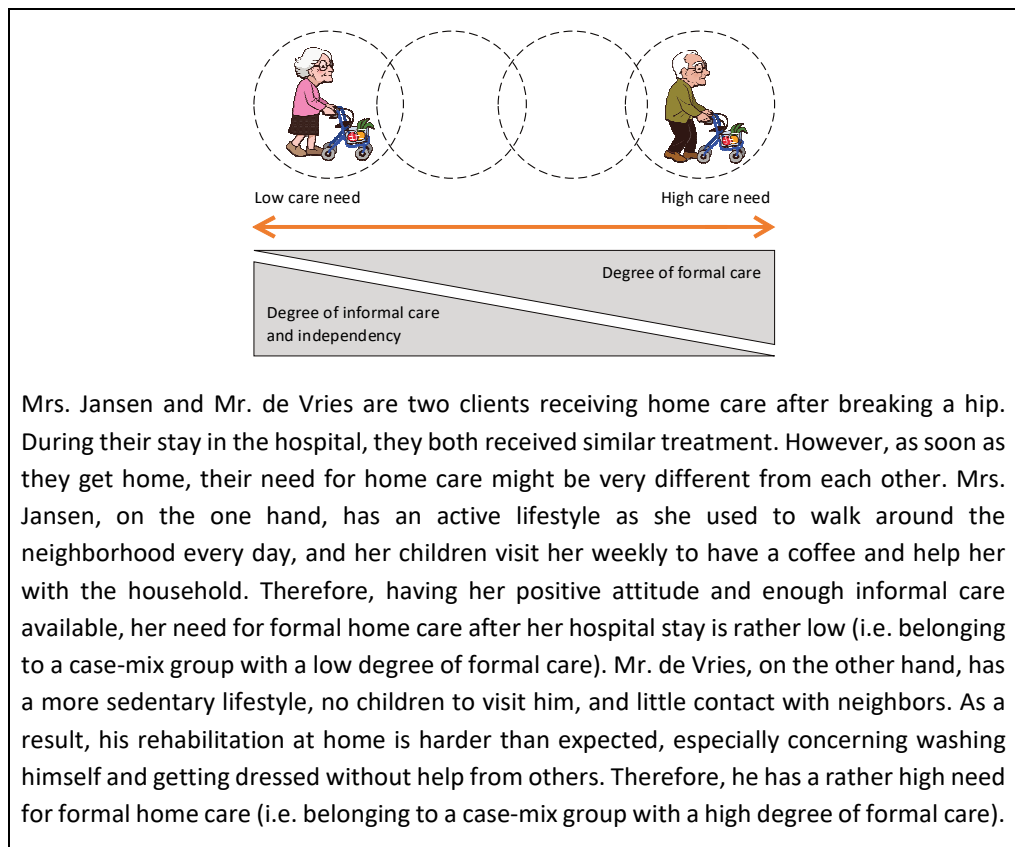 Low care need
High care need
Degree of formal care
Degree of informal care
and independency
Mrs. Jansen and Mr. de Vries are two clients receiving home care after breaking a hip.
During their stay in the hospital, they both received similar treatment. However, as soon as
they get home, their need for home care might be very different from each other. Mrs.
Jansen, on the one hand, has an active lifestyle as she used to walk around the
neighborhood every day, and her children visit her weekly to have a coffee and help her
with the household. Therefore, having her positive attitude and enough informal care
available, her need for formal home care after her hospital stay is rather low (i.e. belonging
to a case-mix group with a low degree of formal care). Mr. de Vries, on the other hand, has
a more sedentary lifestyle, no children to visit him, and little contact with neighbors. As a
result, his rehabilitation at home is harder than expected, especially concerning washing
himself and getting dressed without help from others. Therefore, he has a rather high need
for formal home care (i.e. belonging to a case-mix group with a high degree of formal care).